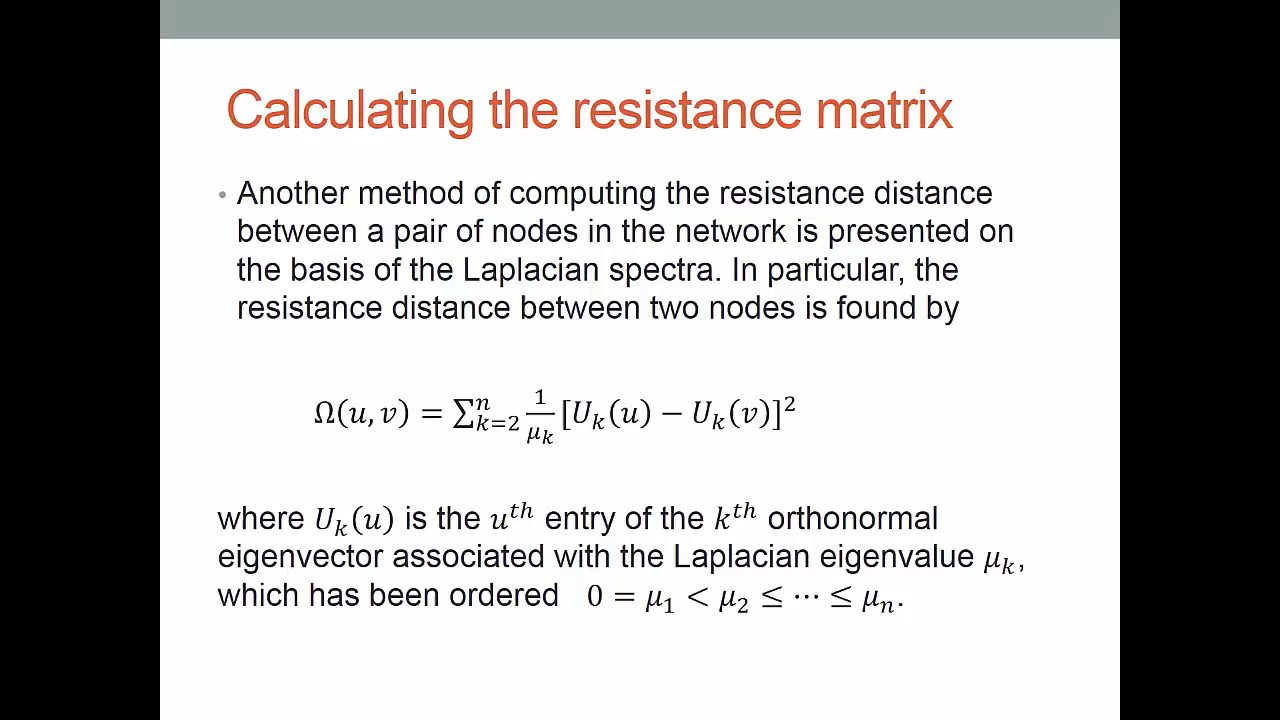 Calculating the resistance matrix
• Another method of computing the resistance distance
between a pair of nodes in the network is presented on
the basis of the Laplacian spectra. In particular, the
resistance distance between two nodes is found by
Ω(u, v) = ∑ₖ₌₂ⁿ 1/μₖ [Uₖ(u) − Uₖ(v)]²
where Uₖ(u) is the uᵗʰ entry of the kᵗʰ orthonormal
eigenvector associated with the Laplacian eigenvalue μₖ,
which has been ordered 0 = μ₁ < μ₂ ≤ ⋯ ≤ μₙ.